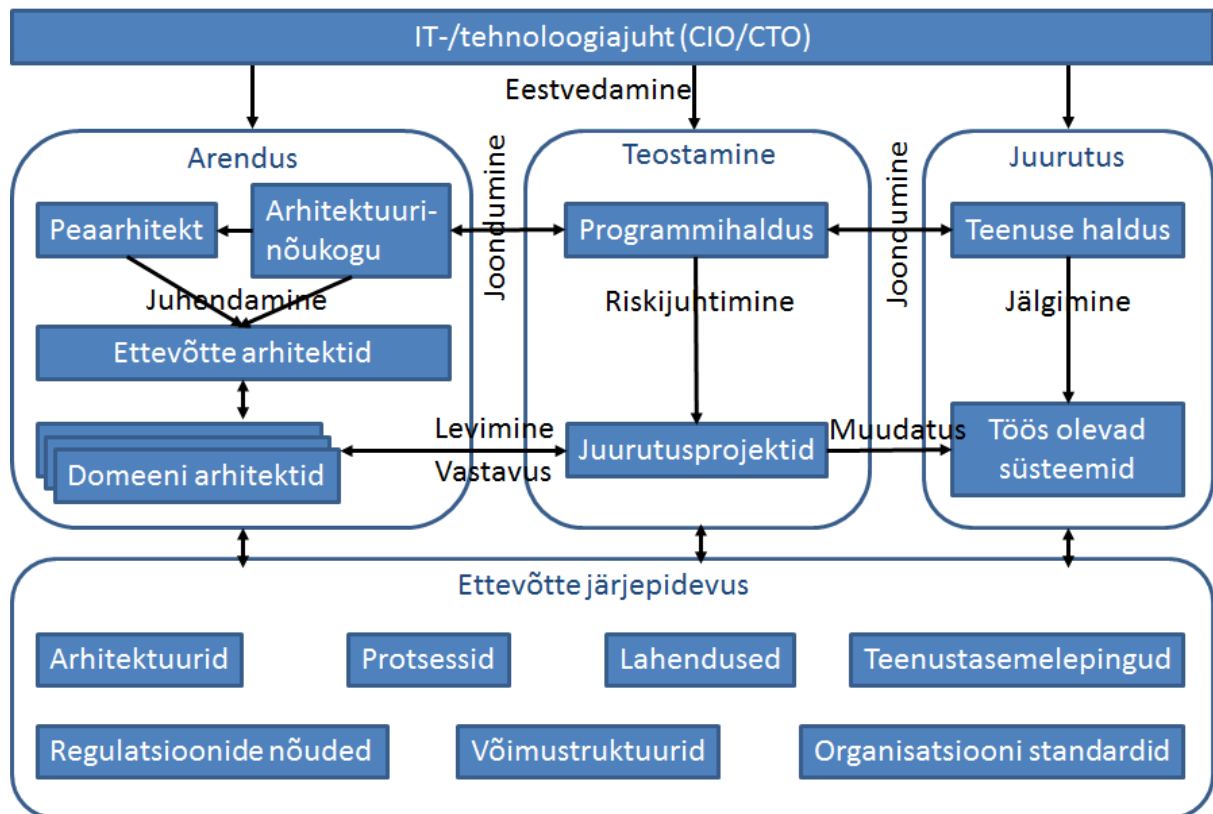 IT-/tehnoloogiajuht (CIO/CTO)
Eestvedamine
Arendus
Peaarhitekt
Arhitektuuri-
nõukogu
Juhendamine
Ettevõtte arhitektid
Domeeni arhitektid
Joondumine
Levimine
Vastavus
Teostamine
Programmihaldus
Riskijuhtimine
Juurutusprojektid
Joondumine
Muudatus
Juurutus
Teenuse haldus
Jälgimine
Töös olevad
süsteemid
Ettevõtte järjepidevus
Arhitektuurid
Protsessid
Lahendused
Teenustasemelepingud
Regulatsioonide nõuded
Võimustruktuurid
Organisatsiooni standardid